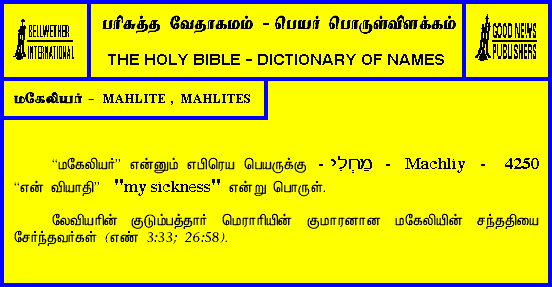 BELLWETHER
INTERNATIONAL
பரிசுத்த வேதாகமம் - பெயர் பொருள்விளக்கம்
THE HOLY BIBLE - DICTIONARY OF NAMES
GOOD NEWS
PUBLISHERS
மகேலியர் - MAHLITE , MAHLITES
“மகேலியர்” என்னும் எபிரெய பெயருக்கு - מַחְלִי - Machliy - 4250
“என் வியாதி” "my sickness" என்று பொருள்.
லேவியரின் குடும்பத்தார் மெராரியின் குமாரனான மகேலியின் சந்ததியை
சேர்ந்தவர்கள் (எண் 3:33; 26:58).